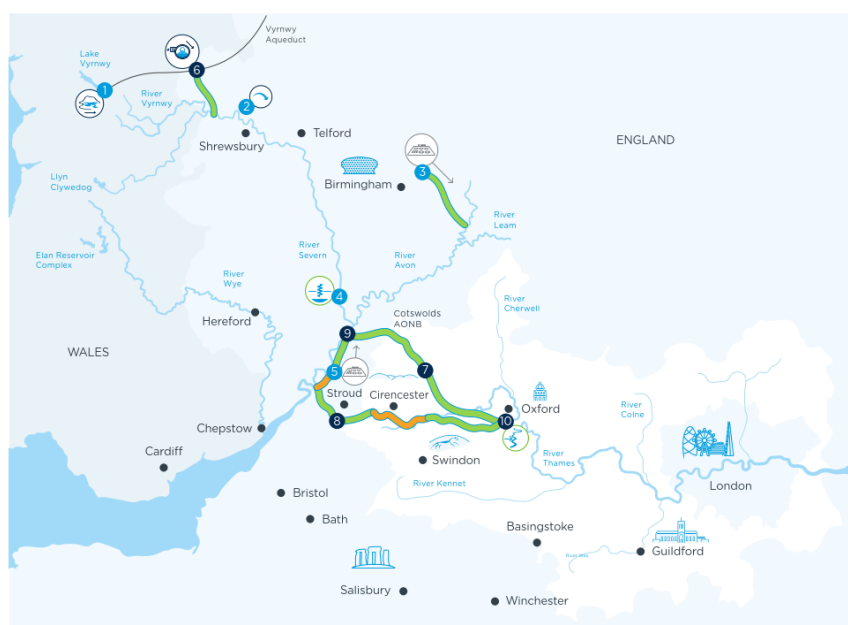 Vyrnwy
Aqueduct
Lake
Vyrnwy
6
1
River
Vyrnwy
2
Shrewsbury
Telford
ENGLAND
Birmingham
3
Llyn
Clywedog
River
Leam
Elan Reservoir
Complex
River
Wye
River
Severn
River
Avon
4
River
Cherwell
Hereford
Cotswolds
AONB
9
WALES
5
7
Stroud
Cirencester
8
10
Oxford
River
Colne
Chepstow
Cardiff
Swindon
River
Thames
River Kennet
London
Bristol
Bath
Basingstoke
River Wey
Guildford
Salisbury
Winchester